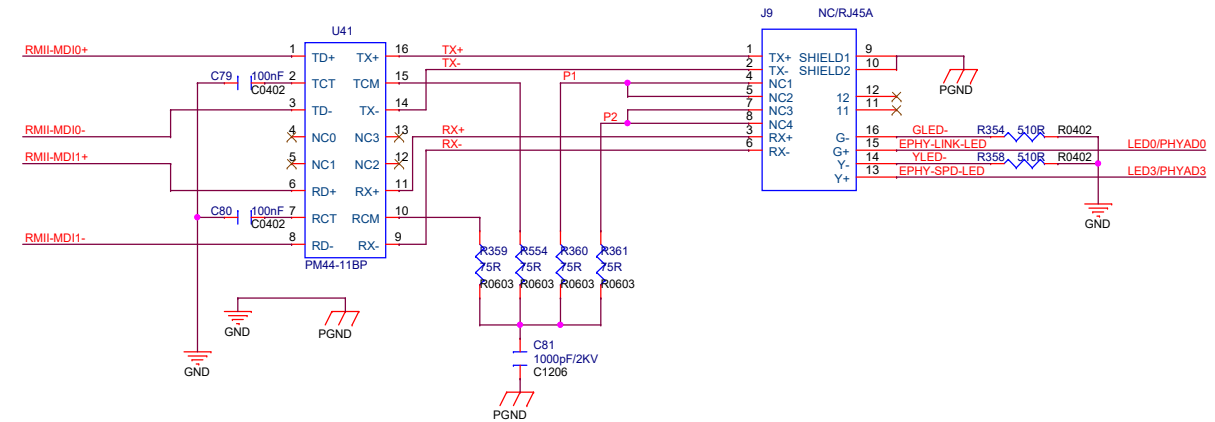 J9 NC/RJ45A
U41
RMII-MDI0+ 1 TD+ TX+ 16 TX+ 1 TX+ SHIELD1 9
TX- 2 TX- SHIELD2 10
C79 100nF 2 TCT TCM 15 P1 4 NC1
C0402 5 NC2 PGND
3 TD- TX- 14 7 NC3 12 12
RMII-MDI0- P2 8 NC4 11 11
4 NC0 NC3 13 RX+ 3 RX+ G- 16 GLED- R354 510R R0402
RX- 6 RX- G+ 15 EPHY-LINK-LED LED0/PHYAD0
RMII-MDI1+ 5 NC1 NC2 12 Y- 14 YLED- R358 510R R0402
Y+ 13 EPHY-SPD-LED LED3/PHYAD3
6 RD+ RX+ 11
C80 100nF 7 RCT RCM 10 GND
C0402
RMII-MDI1- 8 RD- RX- 9
R359 R554 R360 R361
PM44-11BP 75R 75R 75R 75R
R0603 R0603 R0603 R0603
GND PGND
C81
1000pF/2KV
GND C1206
PGND